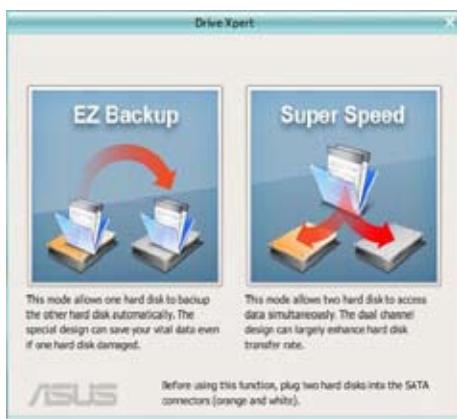 Drive Xpert
EZ Backup
Super Speed
This mode allows one hard disk to backup
the other hard disk automatically. The
special design can save your vital data even
if one hard disk damaged.
This mode allows two hard disk to access
data simultaneously. The dual channel
design can largely enhance hard disk
transfer rate.
ASUS
Before using this function, plug two hard disks into the SATA
connectors (orange and white).